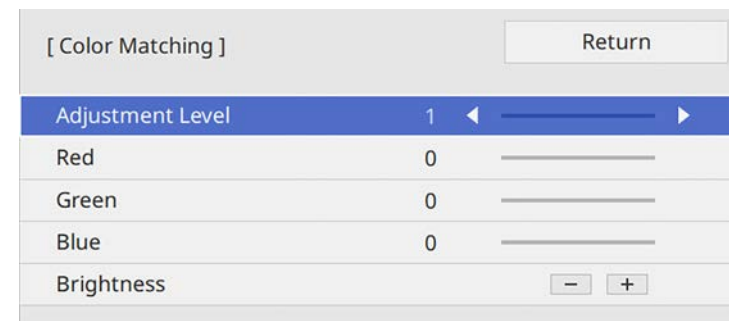 [ Color Matching ] Return
Adjustment Level 1
Red 0
Green 0
Blue 0
Brightness − +